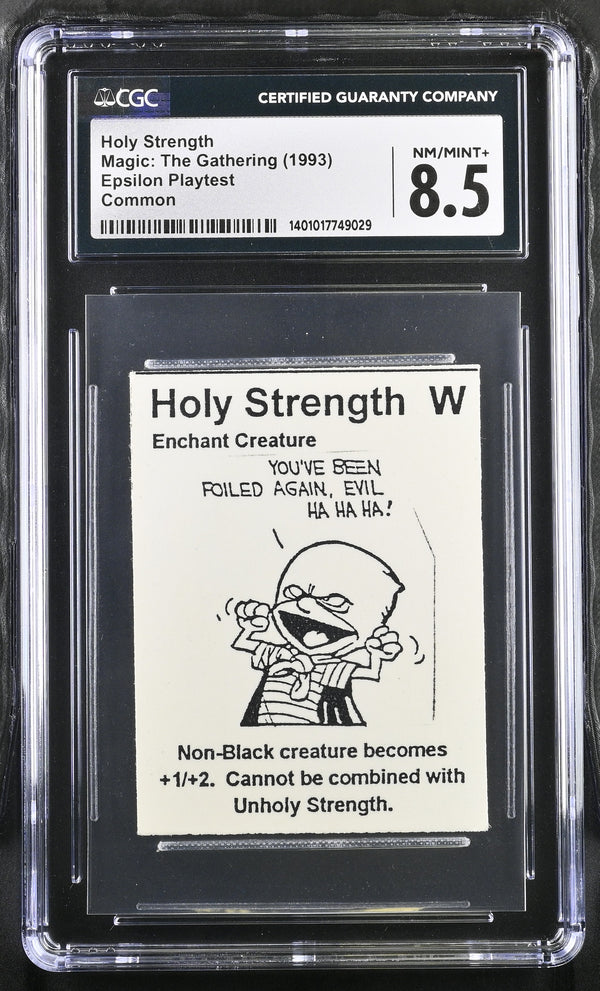 CGC
CERTIFIED GUARANTY COMPANY
Holy Strength
Magic: The Gathering (1993)
Epsilon Playtest
Common
NM/MINT+
8.5
1401017749029
Holy Strength W
Enchant Creature
YOU'VE BEEN
FOILED AGAIN, EVIL
HA HA HA!
Non-Black creature becomes
+1/+2. Cannot be combined with
Unholy Strength.